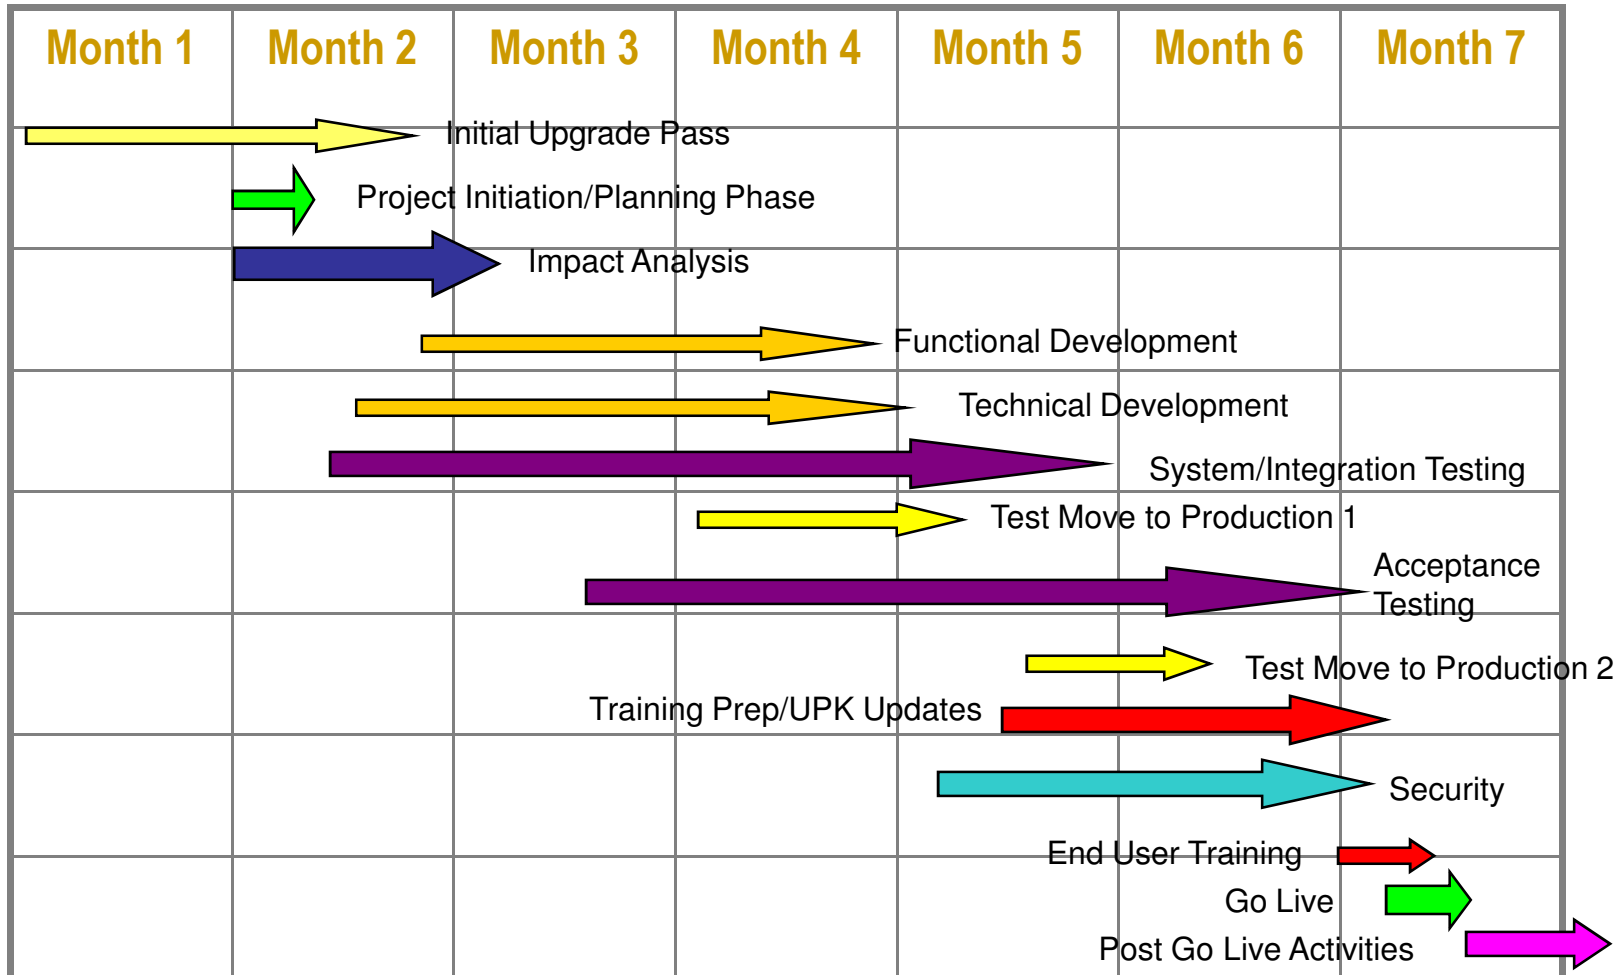 Month 1 Month 2 Month 3 Month 4 Month 5 Month 6 Month 7
Initial Upgrade Pass
Project Initiation/Planning Phase
Impact Analysis
Functional Development
Technical Development
System/Integration Testing
Test Move to Production 1
Acceptance
Testing
Test Move to Production 2
Training Prep/UPK Updates
Security
End User Training
Go Live
Post Go Live Activities